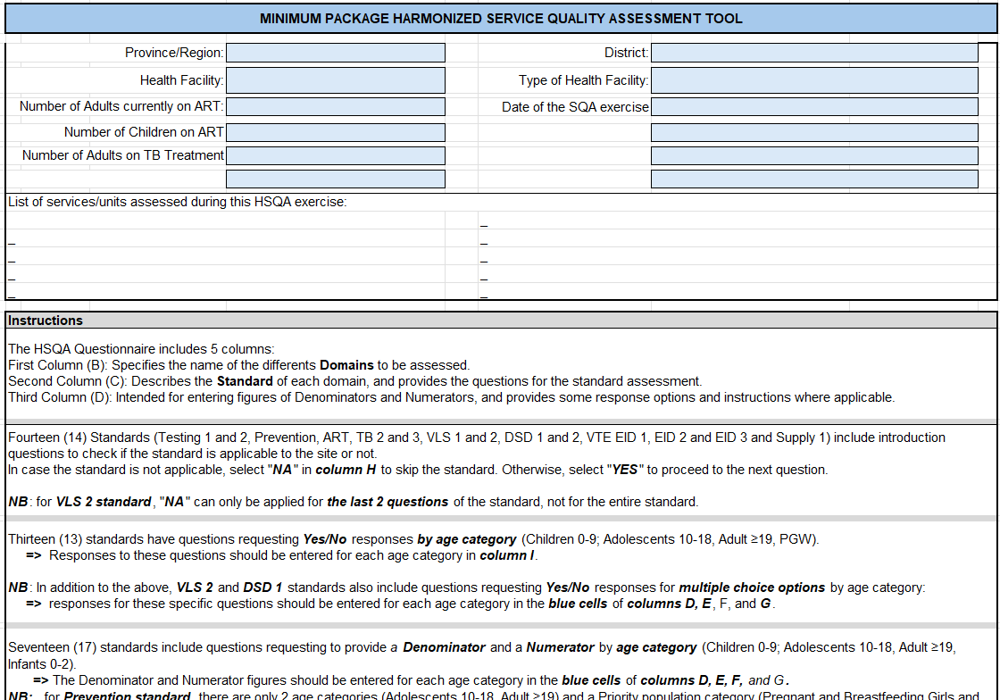 MINIMUM PACKAGE HARMONIZED SERVICE QUALITY ASSESSMENT TOOL
Province/Region:
District:
Health Facility:
Type of Health Facility:
Number of Adults currently on ART:
Date of the SQA exercise
Number of Children on ART
Number of Adults on TB Treatment
List of services/units assessed during this HSQA exercise:
_
_ _
_ _
_ _
_ _
Instructions
The HSQA Questionnaire includes 5 columns:
First Column (B): Specifies the name of the differents Domains to be assessed.
Second Column (C): Describes the Standard of each domain, and provides the questions for the standard assessment.
Third Column (D): Intended for entering figures of Denominators and Numerators, and provides some response options and instructions where applicable.
Fourteen (14) Standards (Testing 1 and 2, Prevention, ART, TB 2 and 3, VLS 1 and 2, DSD 1 and 2, VTE EID 1, EID 2 and EID 3 and Supply 1) include introduction
questions to check if the standard is applicable to the site or not.
In case the standard is not applicable, select "NA" in column H to skip the standard. Otherwise, select "YES" to proceed to the next question.
NB: for VLS 2 standard, "NA" can only be applied for the last 2 questions of the standard, not for the entire standard.
Thirteen (13) standards have questions requesting Yes/No responses by age category (Children 0-9; Adolescents 10-18, Adult ≥19, PGW).
=> Responses to these questions should be entered for each age category in column I.
NB: In addition to the above, VLS 2 and DSD 1 standards also include questions requesting Yes/No responses for multiple choice options by age category:
=> responses for these specific questions should be entered for each age category in the blue cells of columns D, E, F, and G.
Seventeen (17) standards include questions requesting to provide a Denominator and a Numerator by age category (Children 0-9; Adolescents 10-18, Adult ≥19,
Infants 0-2).
=> The Denominator and Numerator figures should be entered for each age category in the blue cells of columns D, E, F, and G.
NB: for Prevention standard, there are only 2 age categories (Adolescents 10-18, Adult ≥19) and a Priority population category (Pregnant and Breastfeeding Girls and